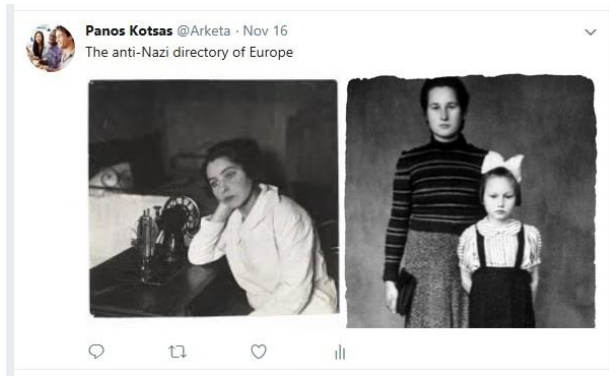 Panos Kotsas @Arketa · Nov 16
The anti-Nazi directory of Europe